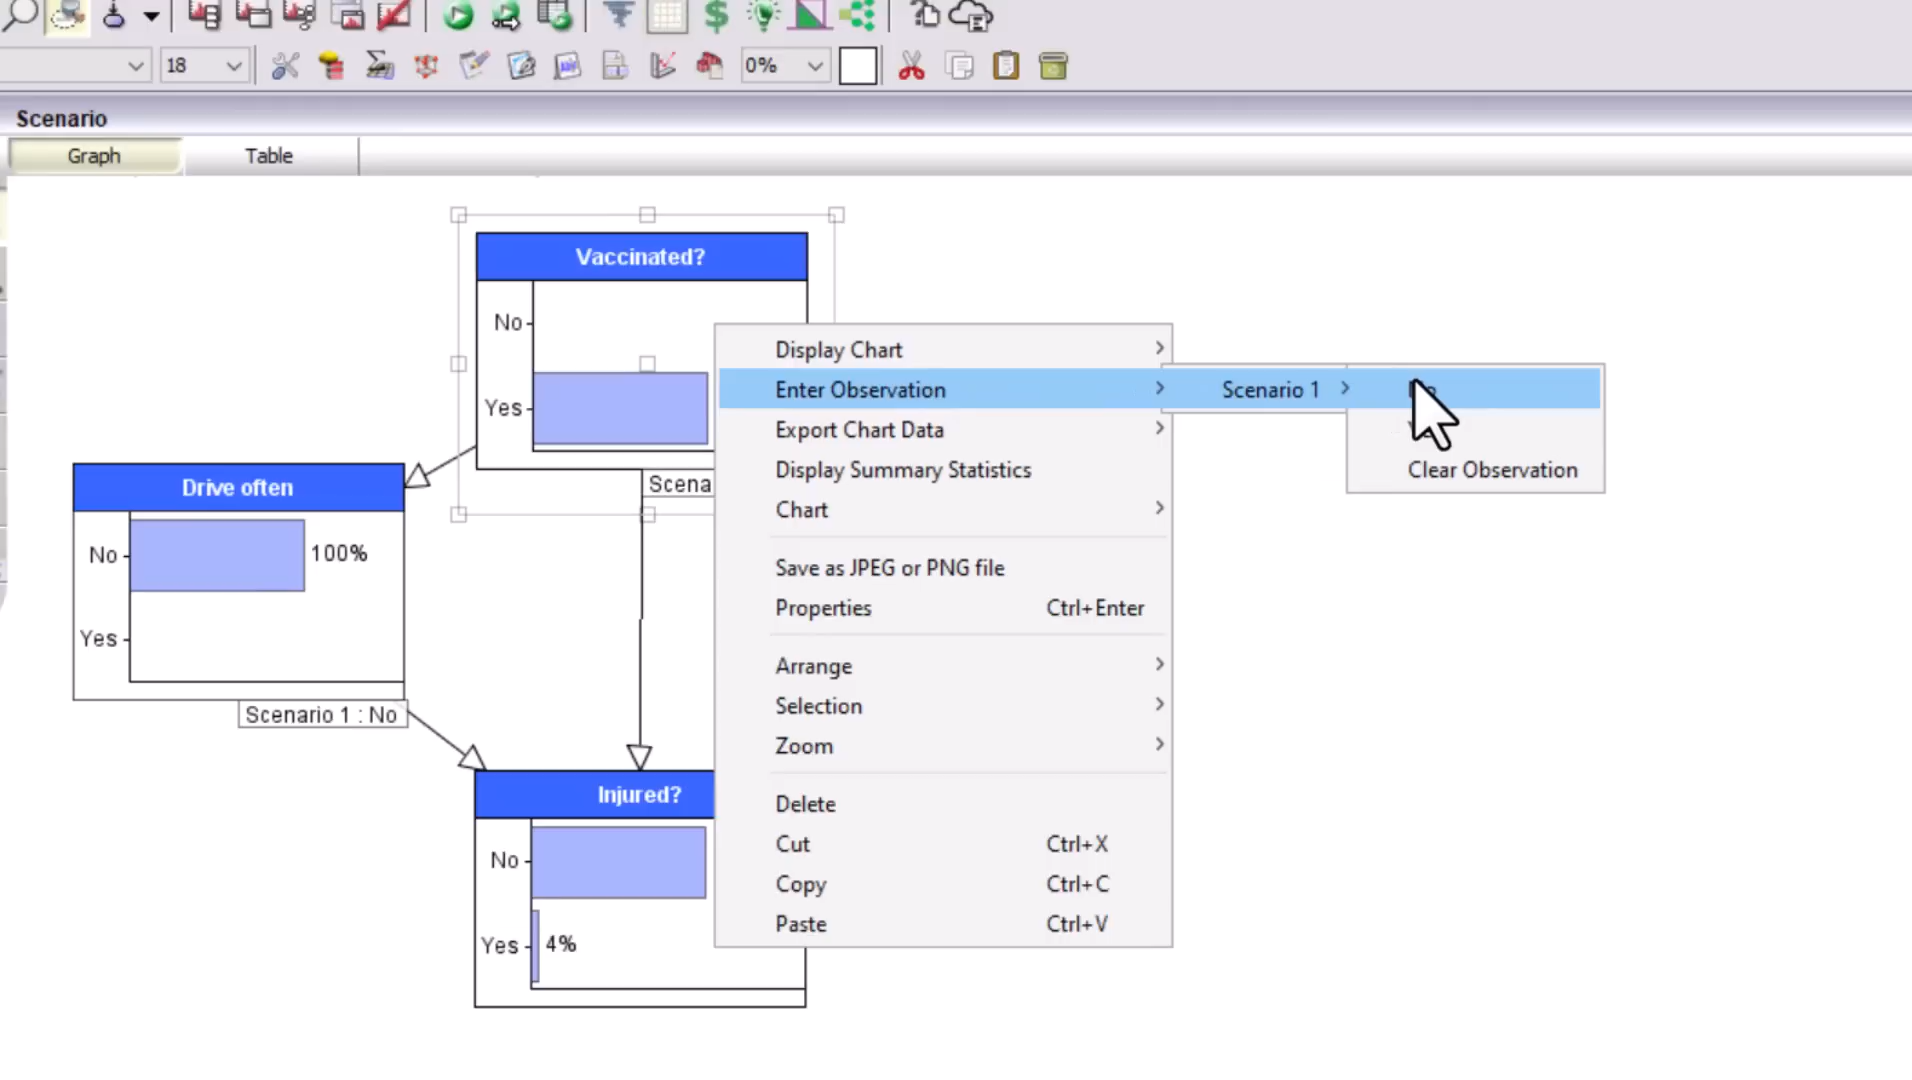 18
0%
Scenario
Graph
Table
Vaccinated?
No
Yes
Scena
Drive often
No
100%
Yes
Scenario 1 : No
Injured?
No
Yes
4%
Display Chart
Enter Observation
Export Chart Data
Display Summary Statistics
Chart
Save as JPEG or PNG file
Properties Ctrl+Enter
Arrange
Selection
Zoom
Delete
Cut Ctrl+X
Copy Ctrl+C
Paste Ctrl+V
Scenario 1
Clear Observation